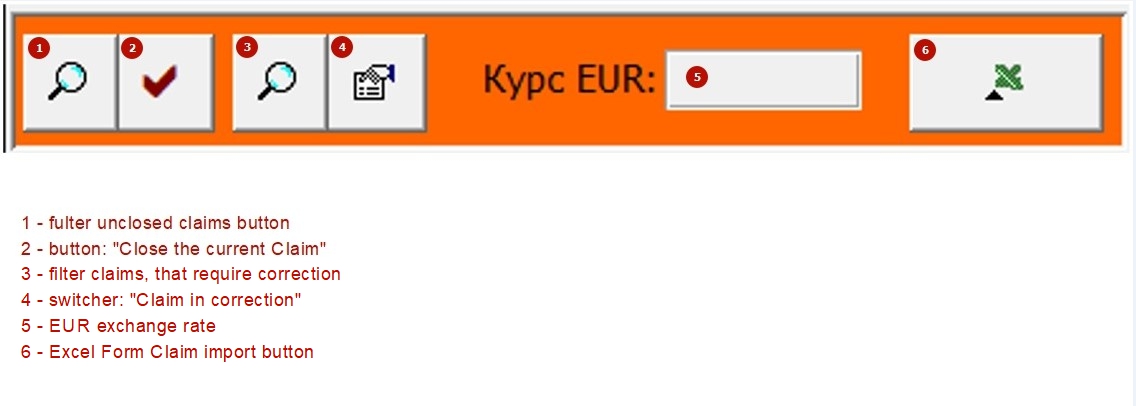 1 2 3 4 Курс EUR: 5 6
1 - fulter unclosed claims button
2 - button: "Close the current Claim"
3 - filter claims, that require correction
4 - switcher: "Claim in correction"
5 - EUR exchange rate
6 - Excel Form Claim import button